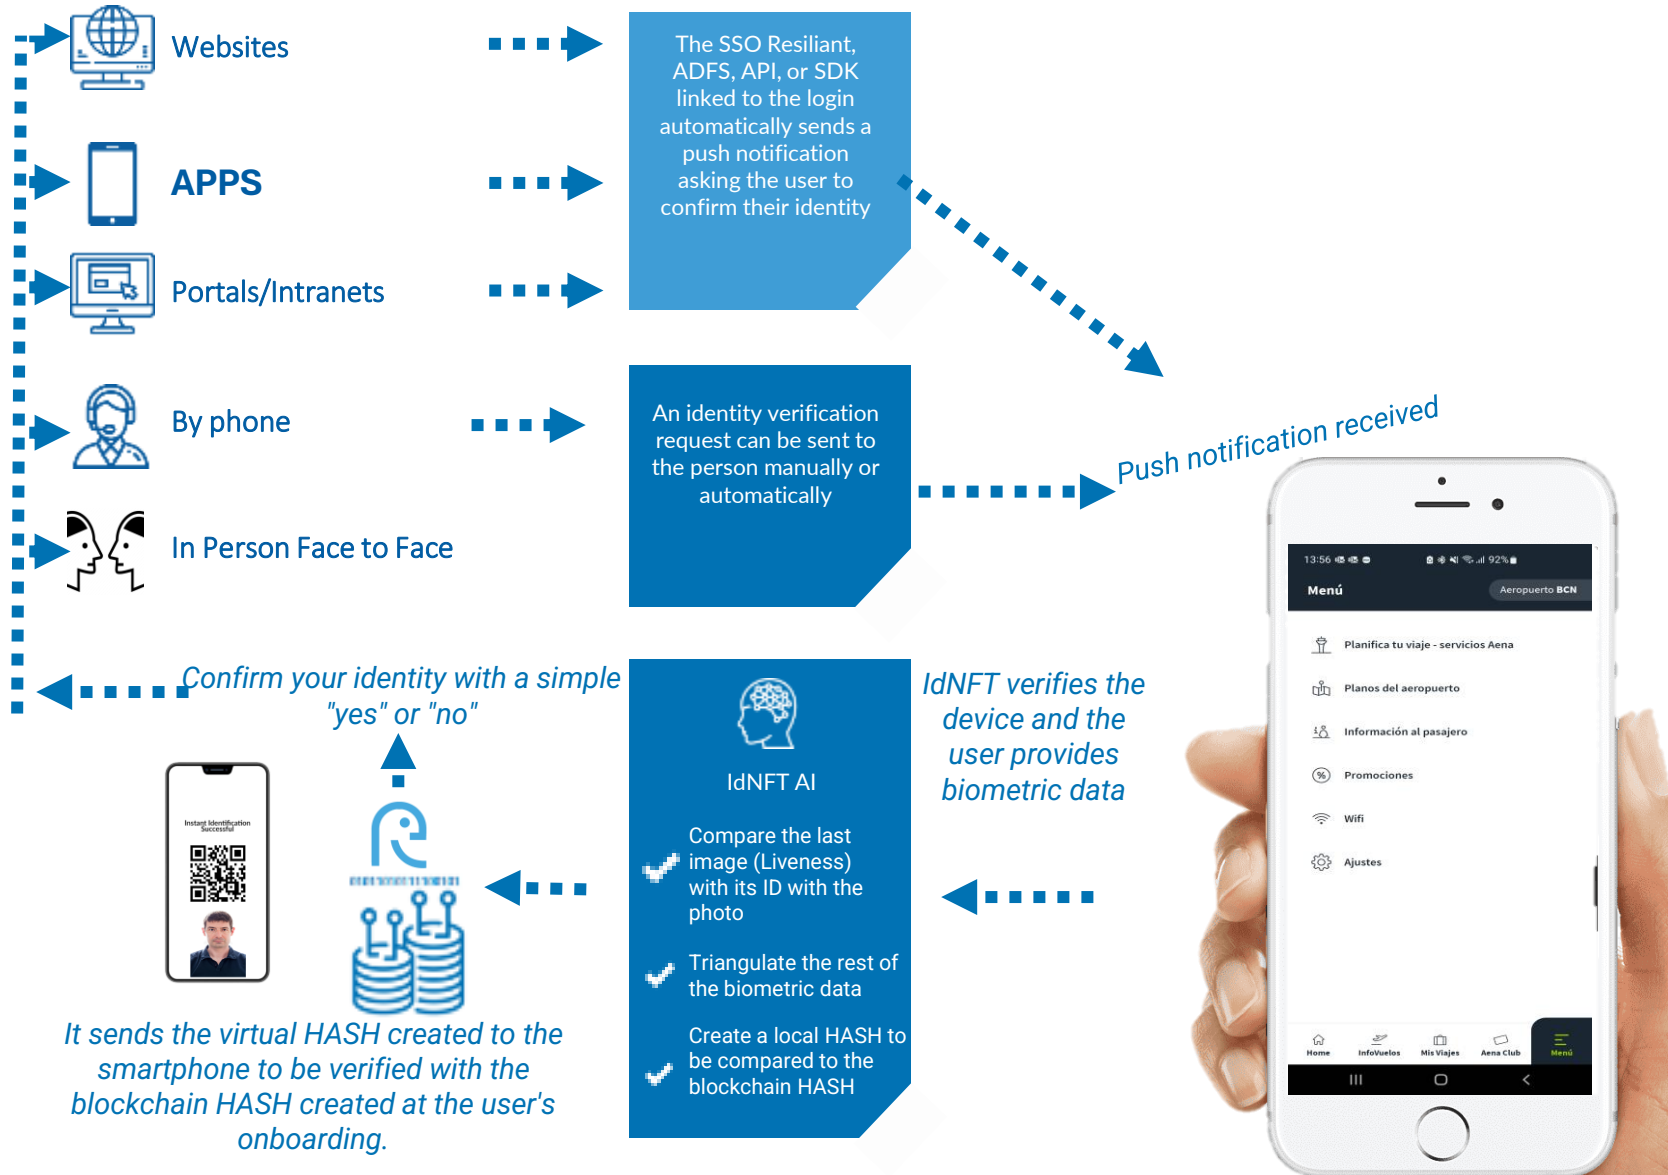 Websites
The SSO Resiliant,
ADFS, API, or SDK
linked to the login
automatically sends a
push notification
asking the user to
confirm their identity
APPS
Portals/Intranets
By phone
An identity verification
request can be sent to
the person manually or
automatically
Push notification received
In Person Face to Face
13:56
92%
Menú
Aeropuerto BCN
Planifica tu viaje - servicios Aena
Planos del aeropuerto
Información al pasajero
Promociones
Wifi
Ajustes
Home
InfoVuelos
Mis Viajes
Aena Club
Menú
Confirm your identity with a simple
"yes" or "no"
IdNFT verifies the
device and the
user provides
biometric data
IdNFT AI
Compare the last
image (Liveness)
with its ID with the
photo
Triangulate the rest of
the biometric data
Create a local HASH to
be compared to the
blockchain HASH
Instant Identification
Successful
It sends the virtual HASH created to the
smartphone to be verified with the
blockchain HASH created at the user's
onboarding.